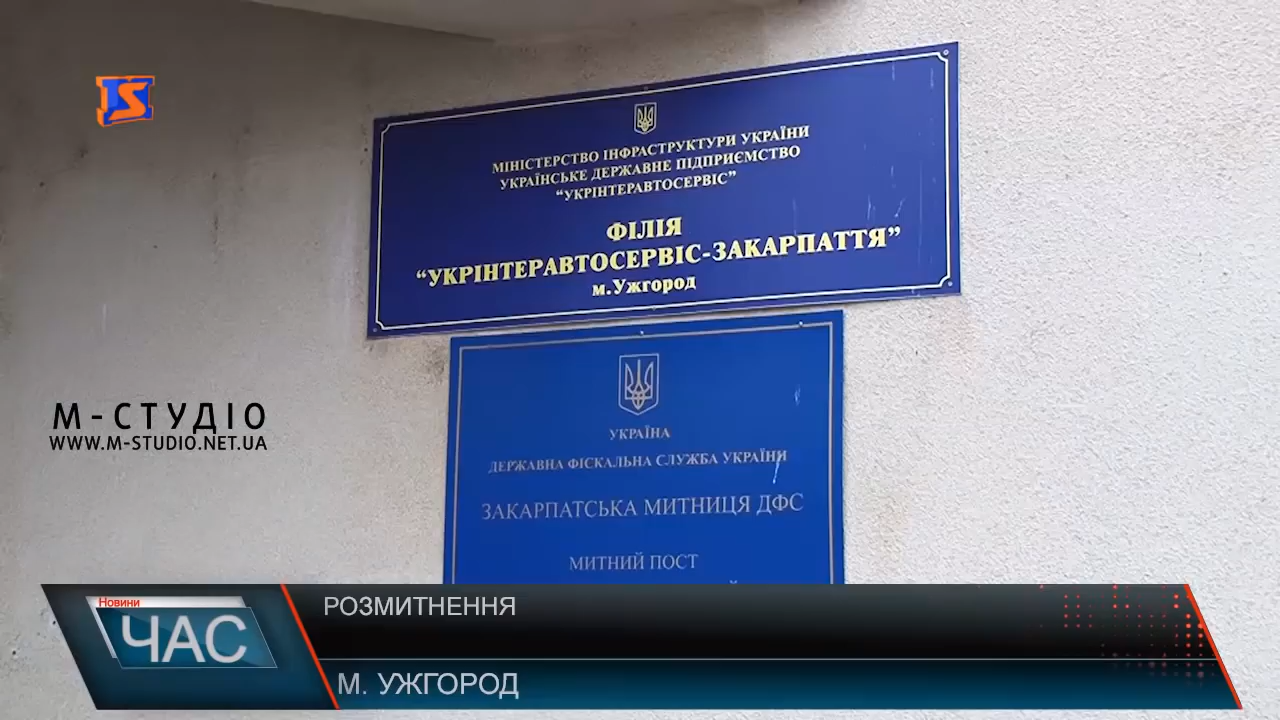 МІНІСТЕРСТВО ІНФРАСТРУКТУРИ УКРАЇНИ
УКРАЇНСЬКЕ ДЕРЖАВНЕ ПІДПРИЄМСТВО
“УКРІНТЕРАВТОСЕРВІС”
ФІЛІЯ
“УКРІНТЕРАВТОСЕРВІС-ЗАКАРПАТТЯ”
м.Ужгород
УКРАЇНА
ДЕРЖАВНА ФІСКАЛЬНА СЛУЖБА УКРАЇНИ
ЗАКАРПАТСЬКА МИТНИЦЯ ДФС
МИТНИЙ ПОСТ
М-СТУДІО
WWW.M-STUDIO.NET.UA
Новини
ЧАС
РОЗМИТНЕННЯ
М. УЖГОРОД